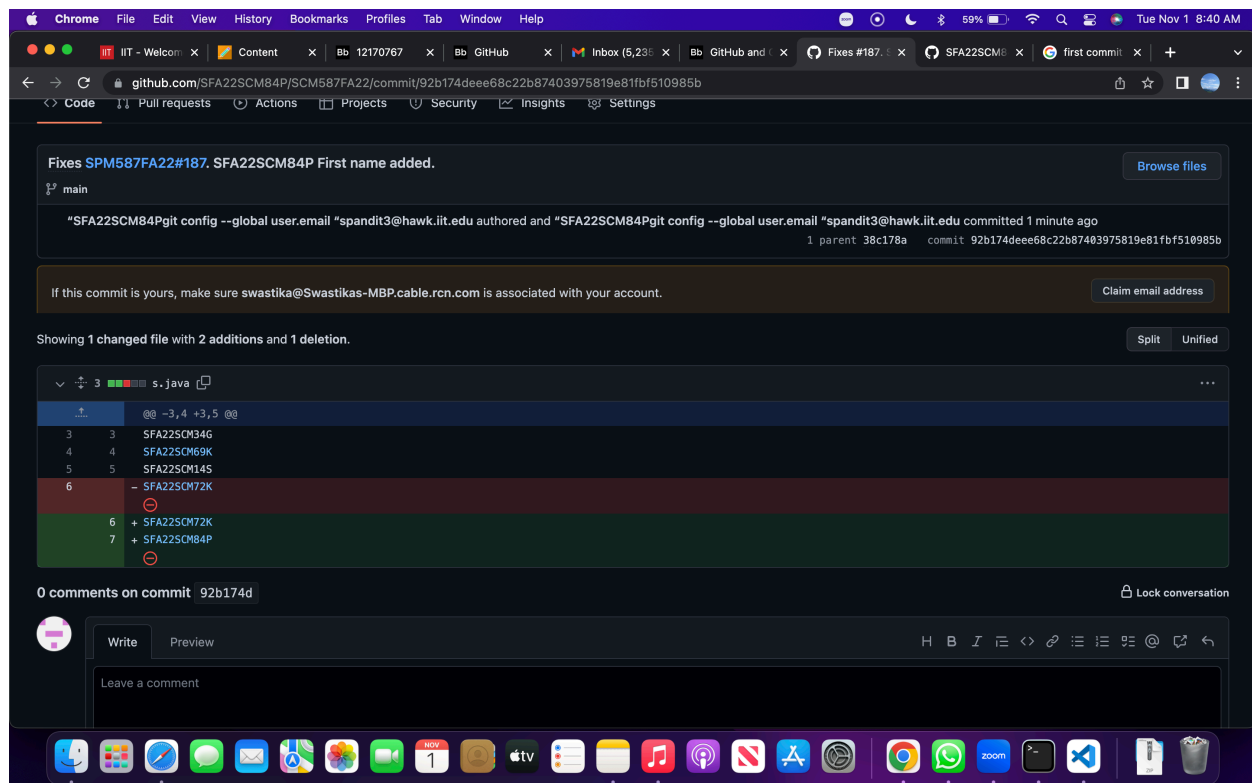 Chrome File Edit View History Bookmarks Profiles Tab Window Help zoom 59% Tue Nov 1 8:40 AM
IIT IIT - Welcom Content Bb 12170767 Bb GitHub Inbox (5,235 Bb GitHub and Fixes #187. S SFA22SCM8 first commit
github.com/SFA22SCM84P/SCM587FA22/commit/92b174deee68c22b87403975819e81fbf510985b
Code Pull requests Actions Projects Security Insights Settings
Fixes SPM587FA22#187. SFA22SCM84P First name added.
Browse files
main
“SFA22SCM84Pgit config --global user.email “spandit3@hawk.iit.edu authored and “SFA22SCM84Pgit config --global user.email “spandit3@hawk.iit.edu committed 1 minute ago
1 parent 38c178a commit 92b174deee68c22b87403975819e81fbf510985b
If this commit is yours, make sure swastika@Swastikas-MBP.cable.rcn.com is associated with your account.
Claim email address
Showing 1 changed file with 2 additions and 1 deletion.
Split Unified
3 s.java
@@ -3,4 +3,5 @@
3 3 SFA22SCM34G
4 4 SFA22SCM69K
5 5 SFA22SCM14S
6 - SFA22SCM72K
6 + SFA22SCM72K
7 + SFA22SCM84P
0 comments on commit 92b174d
Lock conversation
Write Preview
H B I @
Leave a comment
NOV
1
tv
zoom
ZIP